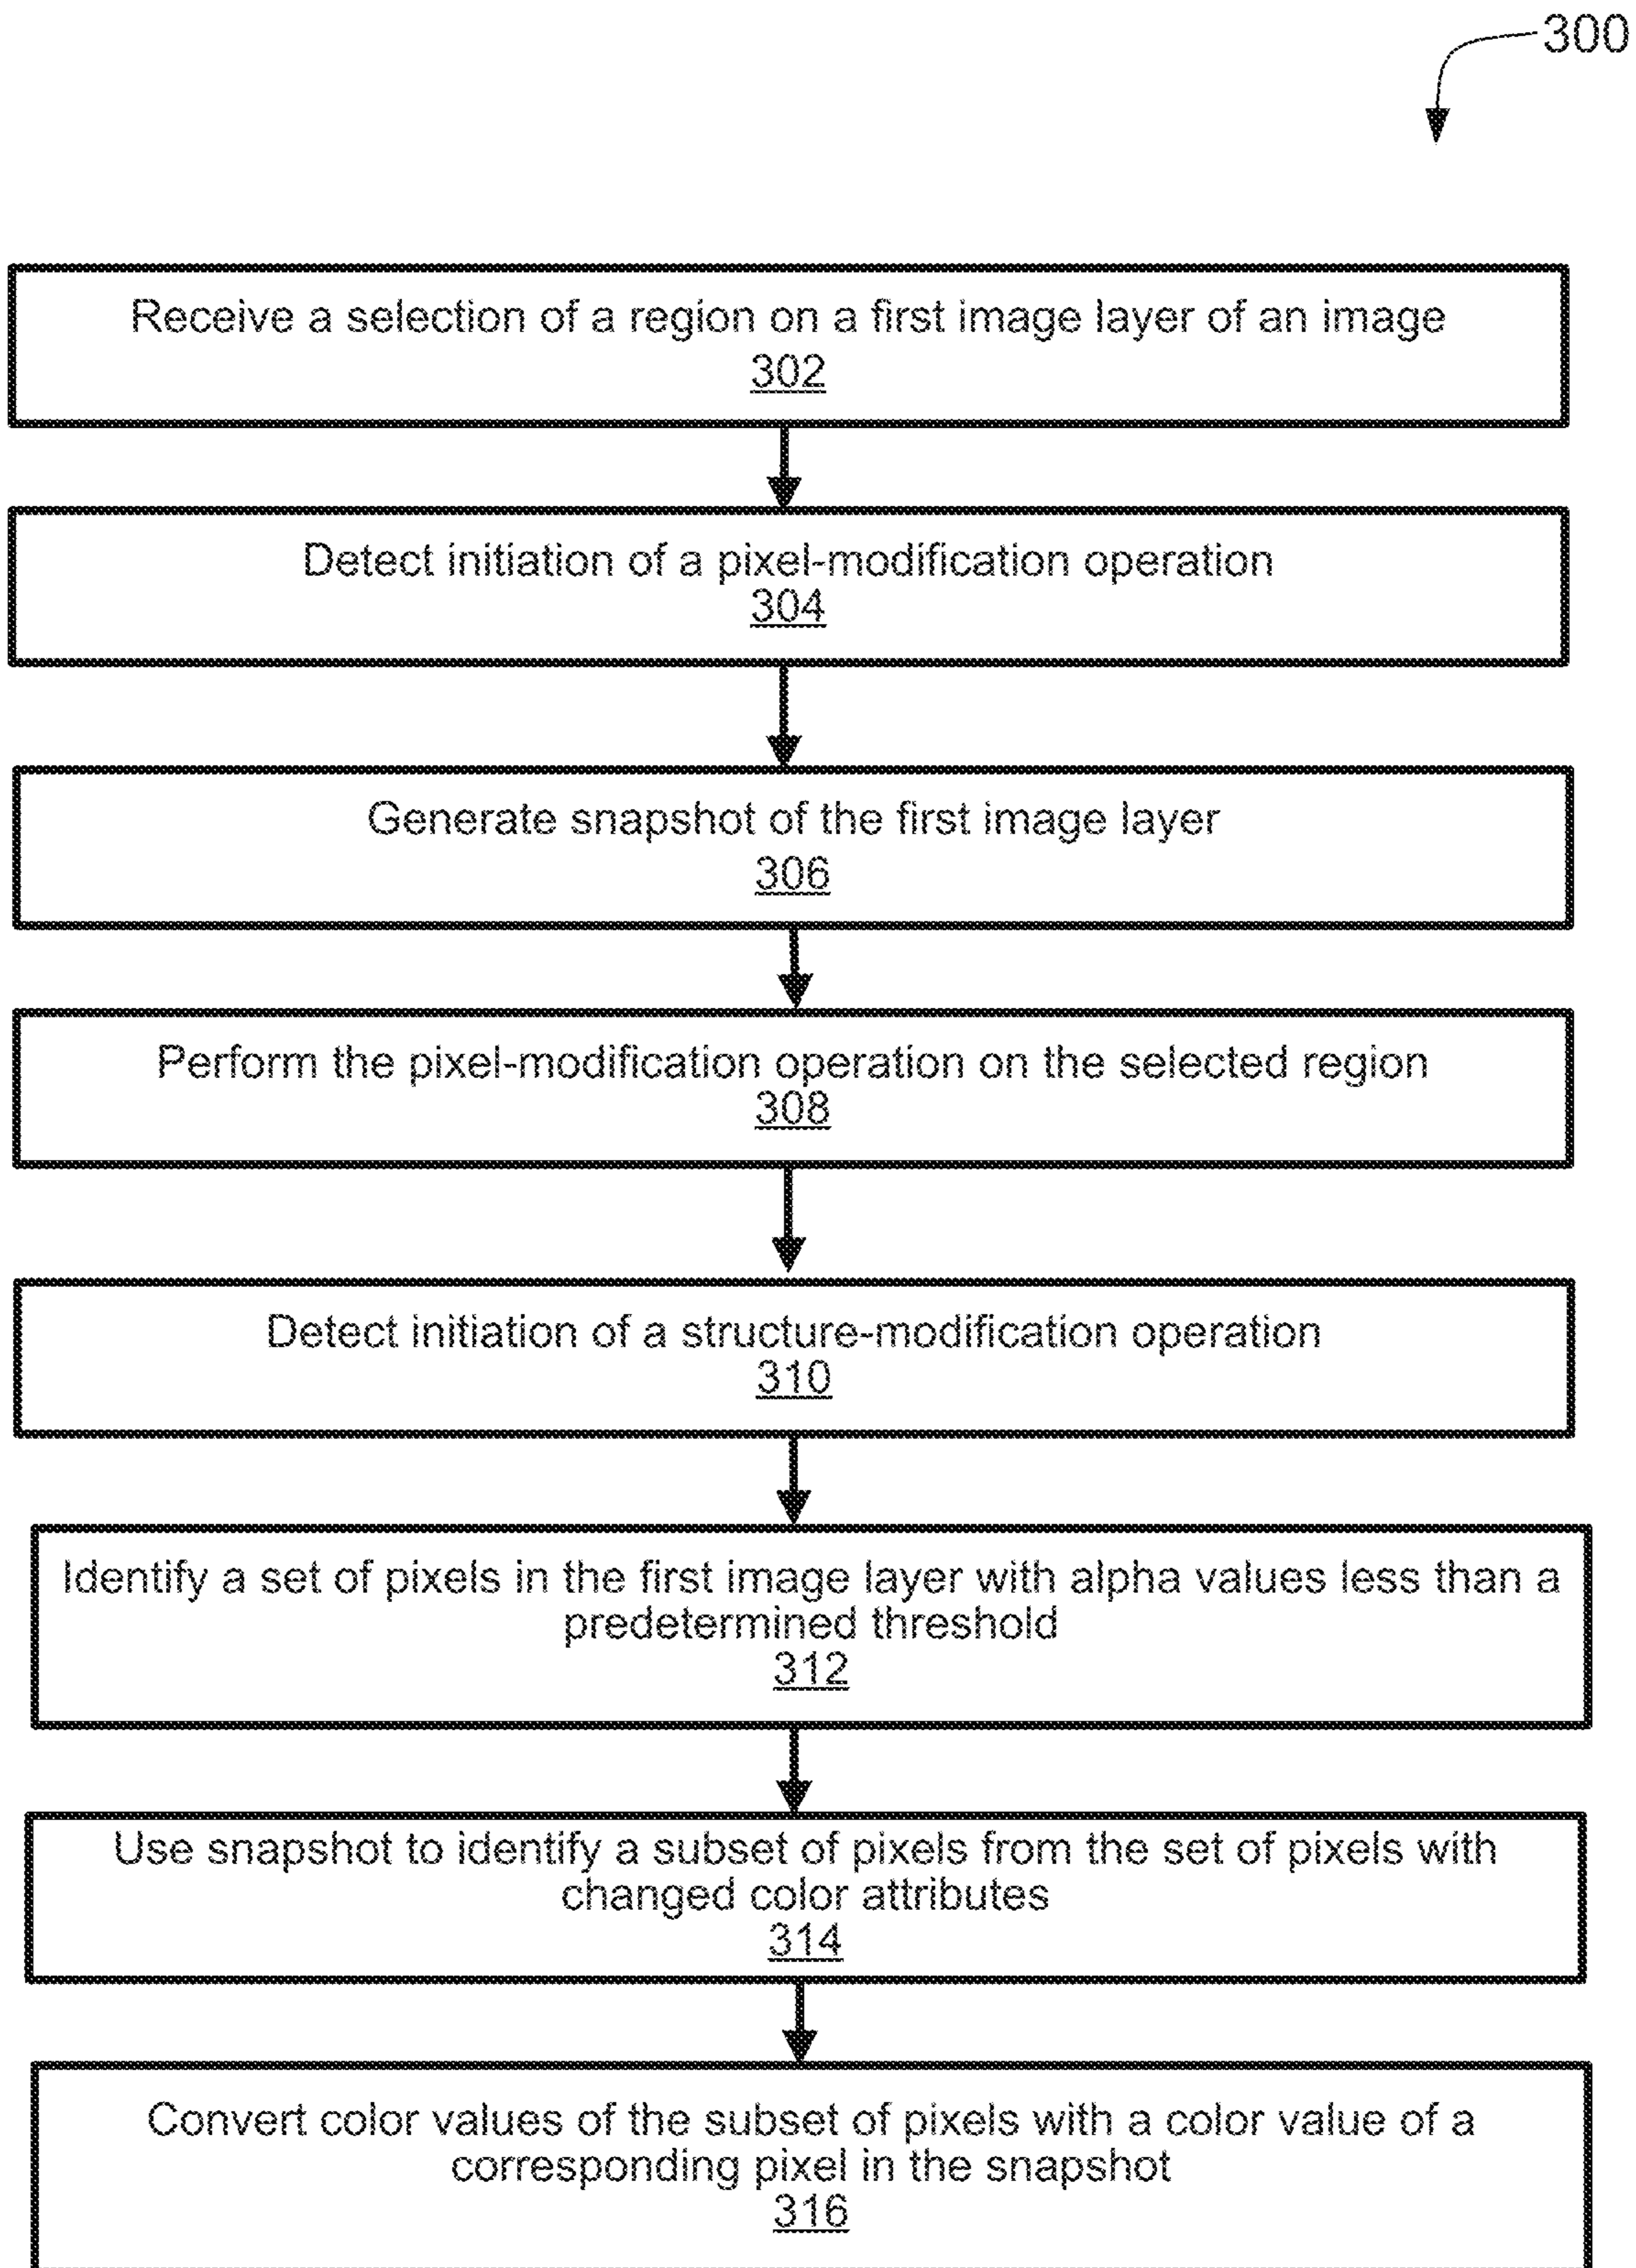 300
Receive a selection of a region on a first image layer of an image
302
Detect initiation of a pixel-modification operation
304
Generate snapshot of the first image layer
306
Perform the pixel-modification operation on the selected region
308
Detect initiation of a structure-modification operation
310
Identify a set of pixels in the first image layer with alpha values less than a
predetermined threshold
312
Use snapshot to identify a subset of pixels from the set of pixels with
changed color attributes
314
Convert color values of the subset of pixels with a color value of a
corresponding pixel in the snapshot
316